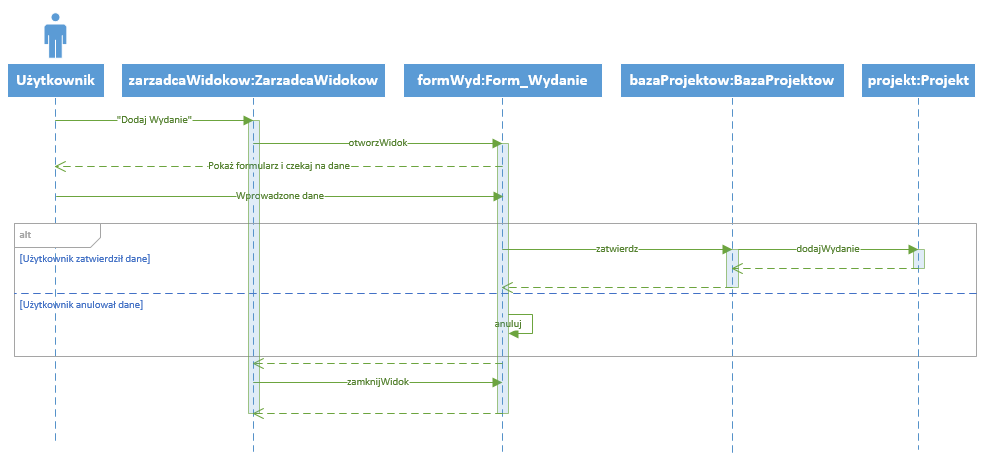 Użytkownik
zarzadcaWidokow:ZarzadcaWidokow
formWyd:Form_Wydanie
bazaProjektow:BazaProjektow
projekt:Projekt
"Dodaj Wydanie"
otworzWidok
Pokaż formularz i czekaj na dane
Wprowadzone dane
alt
zatwierdz
dodajWydanie
[Użytkownik zatwierdził dane]
[Użytkownik anulował dane]
anuluj
zamknijWidok